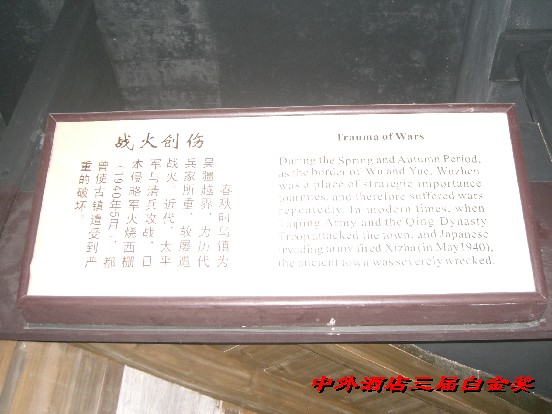 战火创伤
春秋时乌镇为
吴疆越界，为历代
兵家所重，故屡遭
战火。近代，太平
军与清兵攻战、日
本侵略军火烧西栅
（1940年5月），都
曾使古镇遭受到严
重的破坏。
Trauma of Wars
During the Spring and Autumn Period,
as the border of Wu and Yue, Wuzhen
was a place of strategic importance
countries, and therefore suffered wars
repeatedly. In modern times, when
Taping Army and the Qing Dynasty
Troop attacked the town, and Japanese
invading army fired Xizha (in May1940),
the ancient town was severely wrecked.
中外酒店三届白金奖